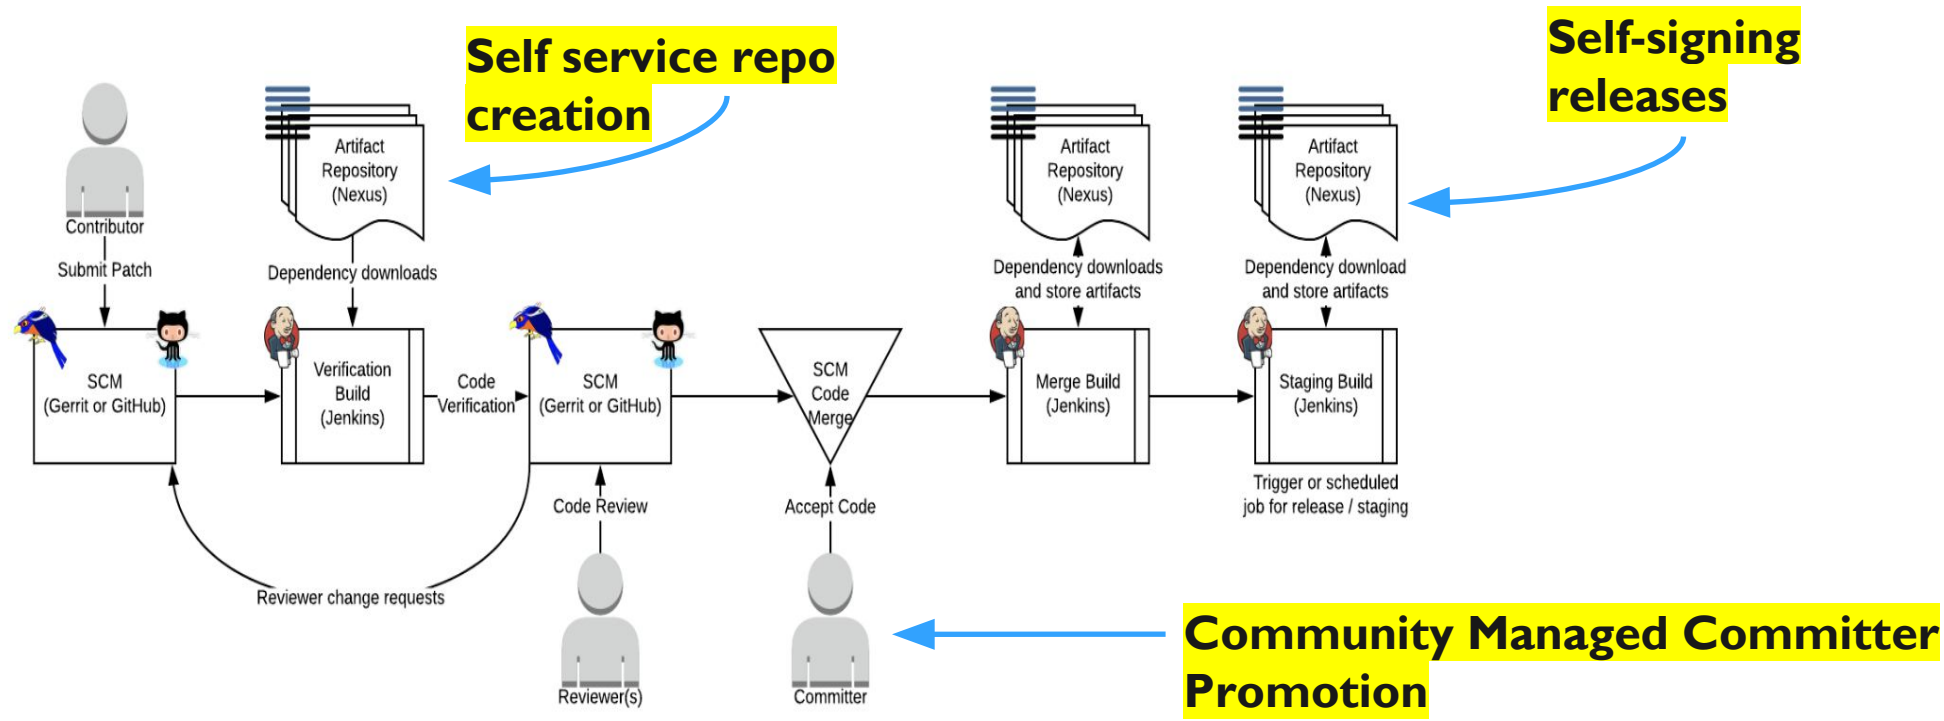 Self service repo
creation
Self-signing
releases
Artifact
Repository
(Nexus)
Artifact
Repository
(Nexus)
Artifact
Repository
(Nexus)
Contributor
Submit Patch
Dependency downloads
Dependency downloads
and store artifacts
Dependency download
and store artifacts
SCM
(Gerrit or GitHub)
Verification
Build
(Jenkins)
Code
Verification
SCM
(Gerrit or GitHub)
SCM
Code
Merge
Merge Build
(Jenkins)
Staging Build
(Jenkins)
Trigger or scheduled
job for release / staging
Code Review
Accept Code
Reviewer change requests
Reviewer(s)
Committer
Community Managed Committer
Promotion